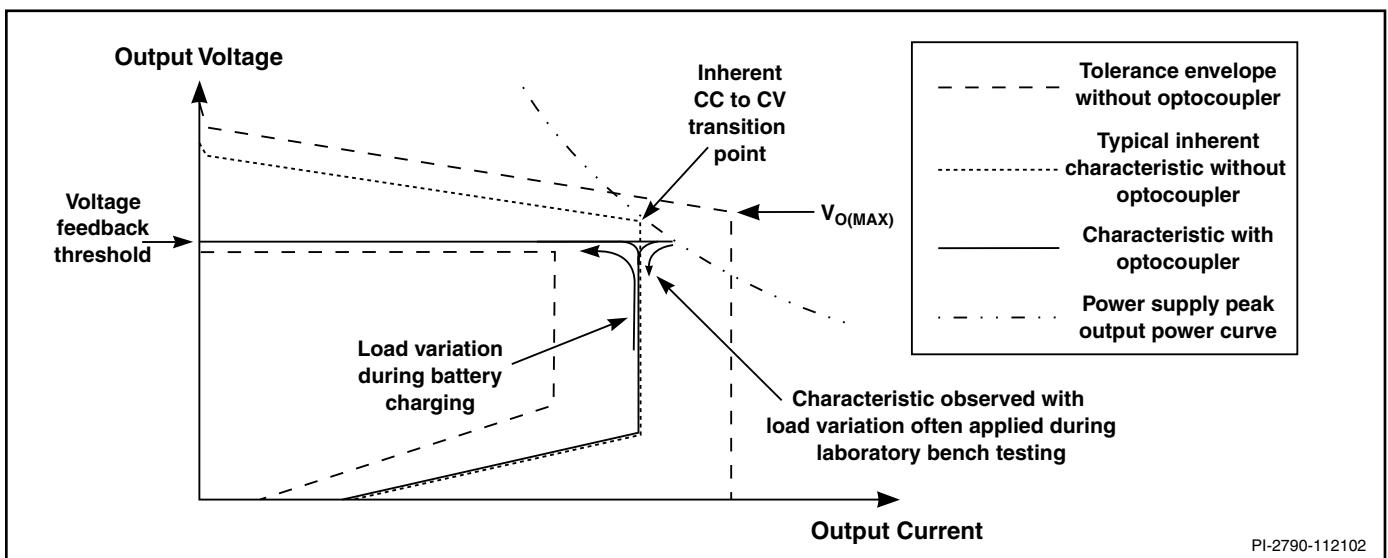 Output Voltage
Inherent
CC to CV
transition
point
Tolerance envelope
without optocoupler
Typical inherent
characteristic without
optocoupler
Characteristic with
optocoupler
Power supply peak
output power curve
Voltage
feedback
threshold
VO(MAX)
Load variation
during battery
charging
Characteristic observed with
load variation often applied during
laboratory bench testing
Output Current
PI-2790-112102